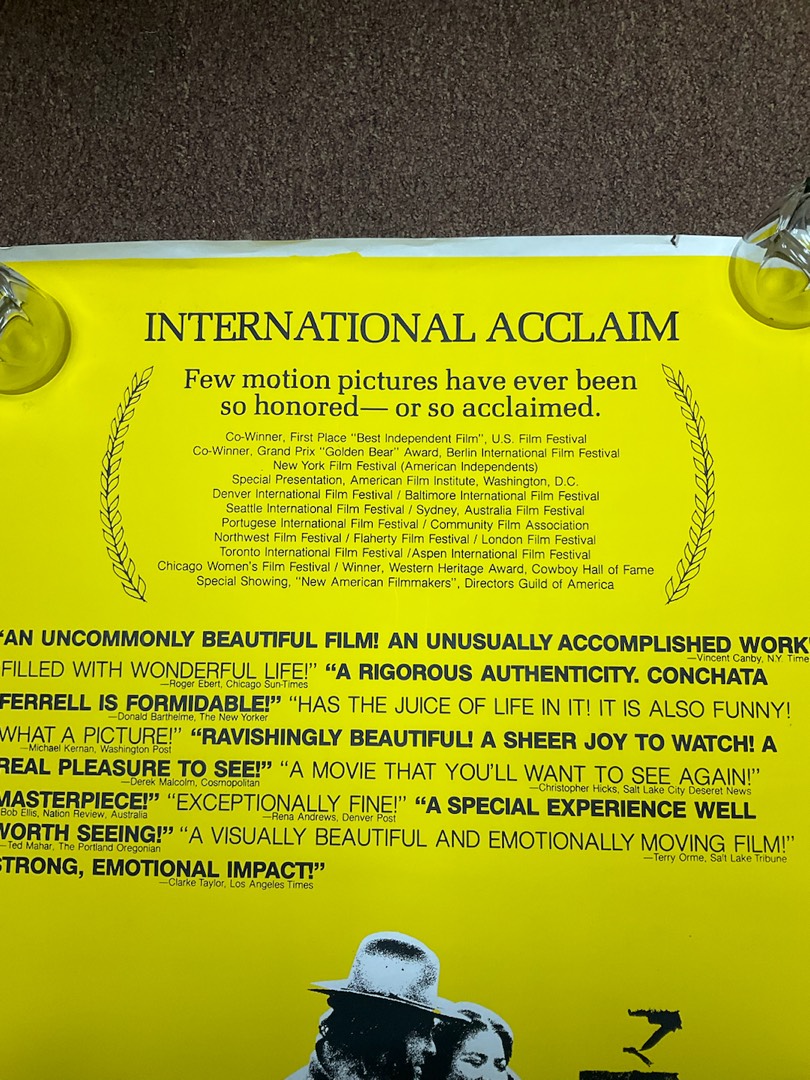 INTERNATIONAL ACCLAIM
Few motion pictures have ever been
so honored— or so acclaimed.
Co-Winner, First Place "Best Independent Film", U.S. Film Festival
Co-Winner, Grand Prix "Golden Bear" Award, Berlin International Film Festival
New York Film Festival (American Independents)
Special Presentation, American Film Institute, Washington, D.C.
Denver International Film Festival / Baltimore International Film Festival
Seattle International Film Festival / Sydney, Australia Film Festival
Portugese International Film Festival / Community Film Association
Northwest Film Festival / Flaherty Film Festival / London Film Festival
Toronto International Film Festival /Aspen International Film Festival
Chicago Women's Film Festival / Winner, Western Heritage Award, Cowboy Hall of Fame
Special Showing, "New American Filmmakers", Directors Guild of America
"AN UNCOMMONLY BEAUTIFUL FILM! AN UNUSUALLY ACCOMPLISHED WORK"
—Vincent Canby, N.Y. Time
FILLED WITH WONDERFUL LIFE!" "A RIGOROUS AUTHENTICITY. CONCHATA
—Roger Ebert, Chicago Sun-Times
FERRELL IS FORMIDABLE!" "HAS THE JUICE OF LIFE IN IT! IT IS ALSO FUNNY!
—Donald Barthelme, The New Yorker
WHAT A PICTURE!" "RAVISHINGLY BEAUTIFUL! A SHEER JOY TO WATCH! A
—Michael Kernan, Washington Post
REAL PLEASURE TO SEE!" "A MOVIE THAT YOU'LL WANT TO SEE AGAIN!"
—Derek Malcolm, Cosmopolitan
—Christopher Hicks, Salt Lake City Deseret News
MASTERPIECE!" "EXCEPTIONALLY FINE!" "A SPECIAL EXPERIENCE WELL
Bob Ellis, Nation Review, Australia
—Rena Andrews, Denver Post
WORTH SEEING!" "A VISUALLY BEAUTIFUL AND EMOTIONALLY MOVING FILM!"
—Ted Mahar, The Portland Oregonian
—Terry Orme, Salt Lake Tribune
STRONG, EMOTIONAL IMPACT!"
—Clarke Taylor, Los Angeles Times